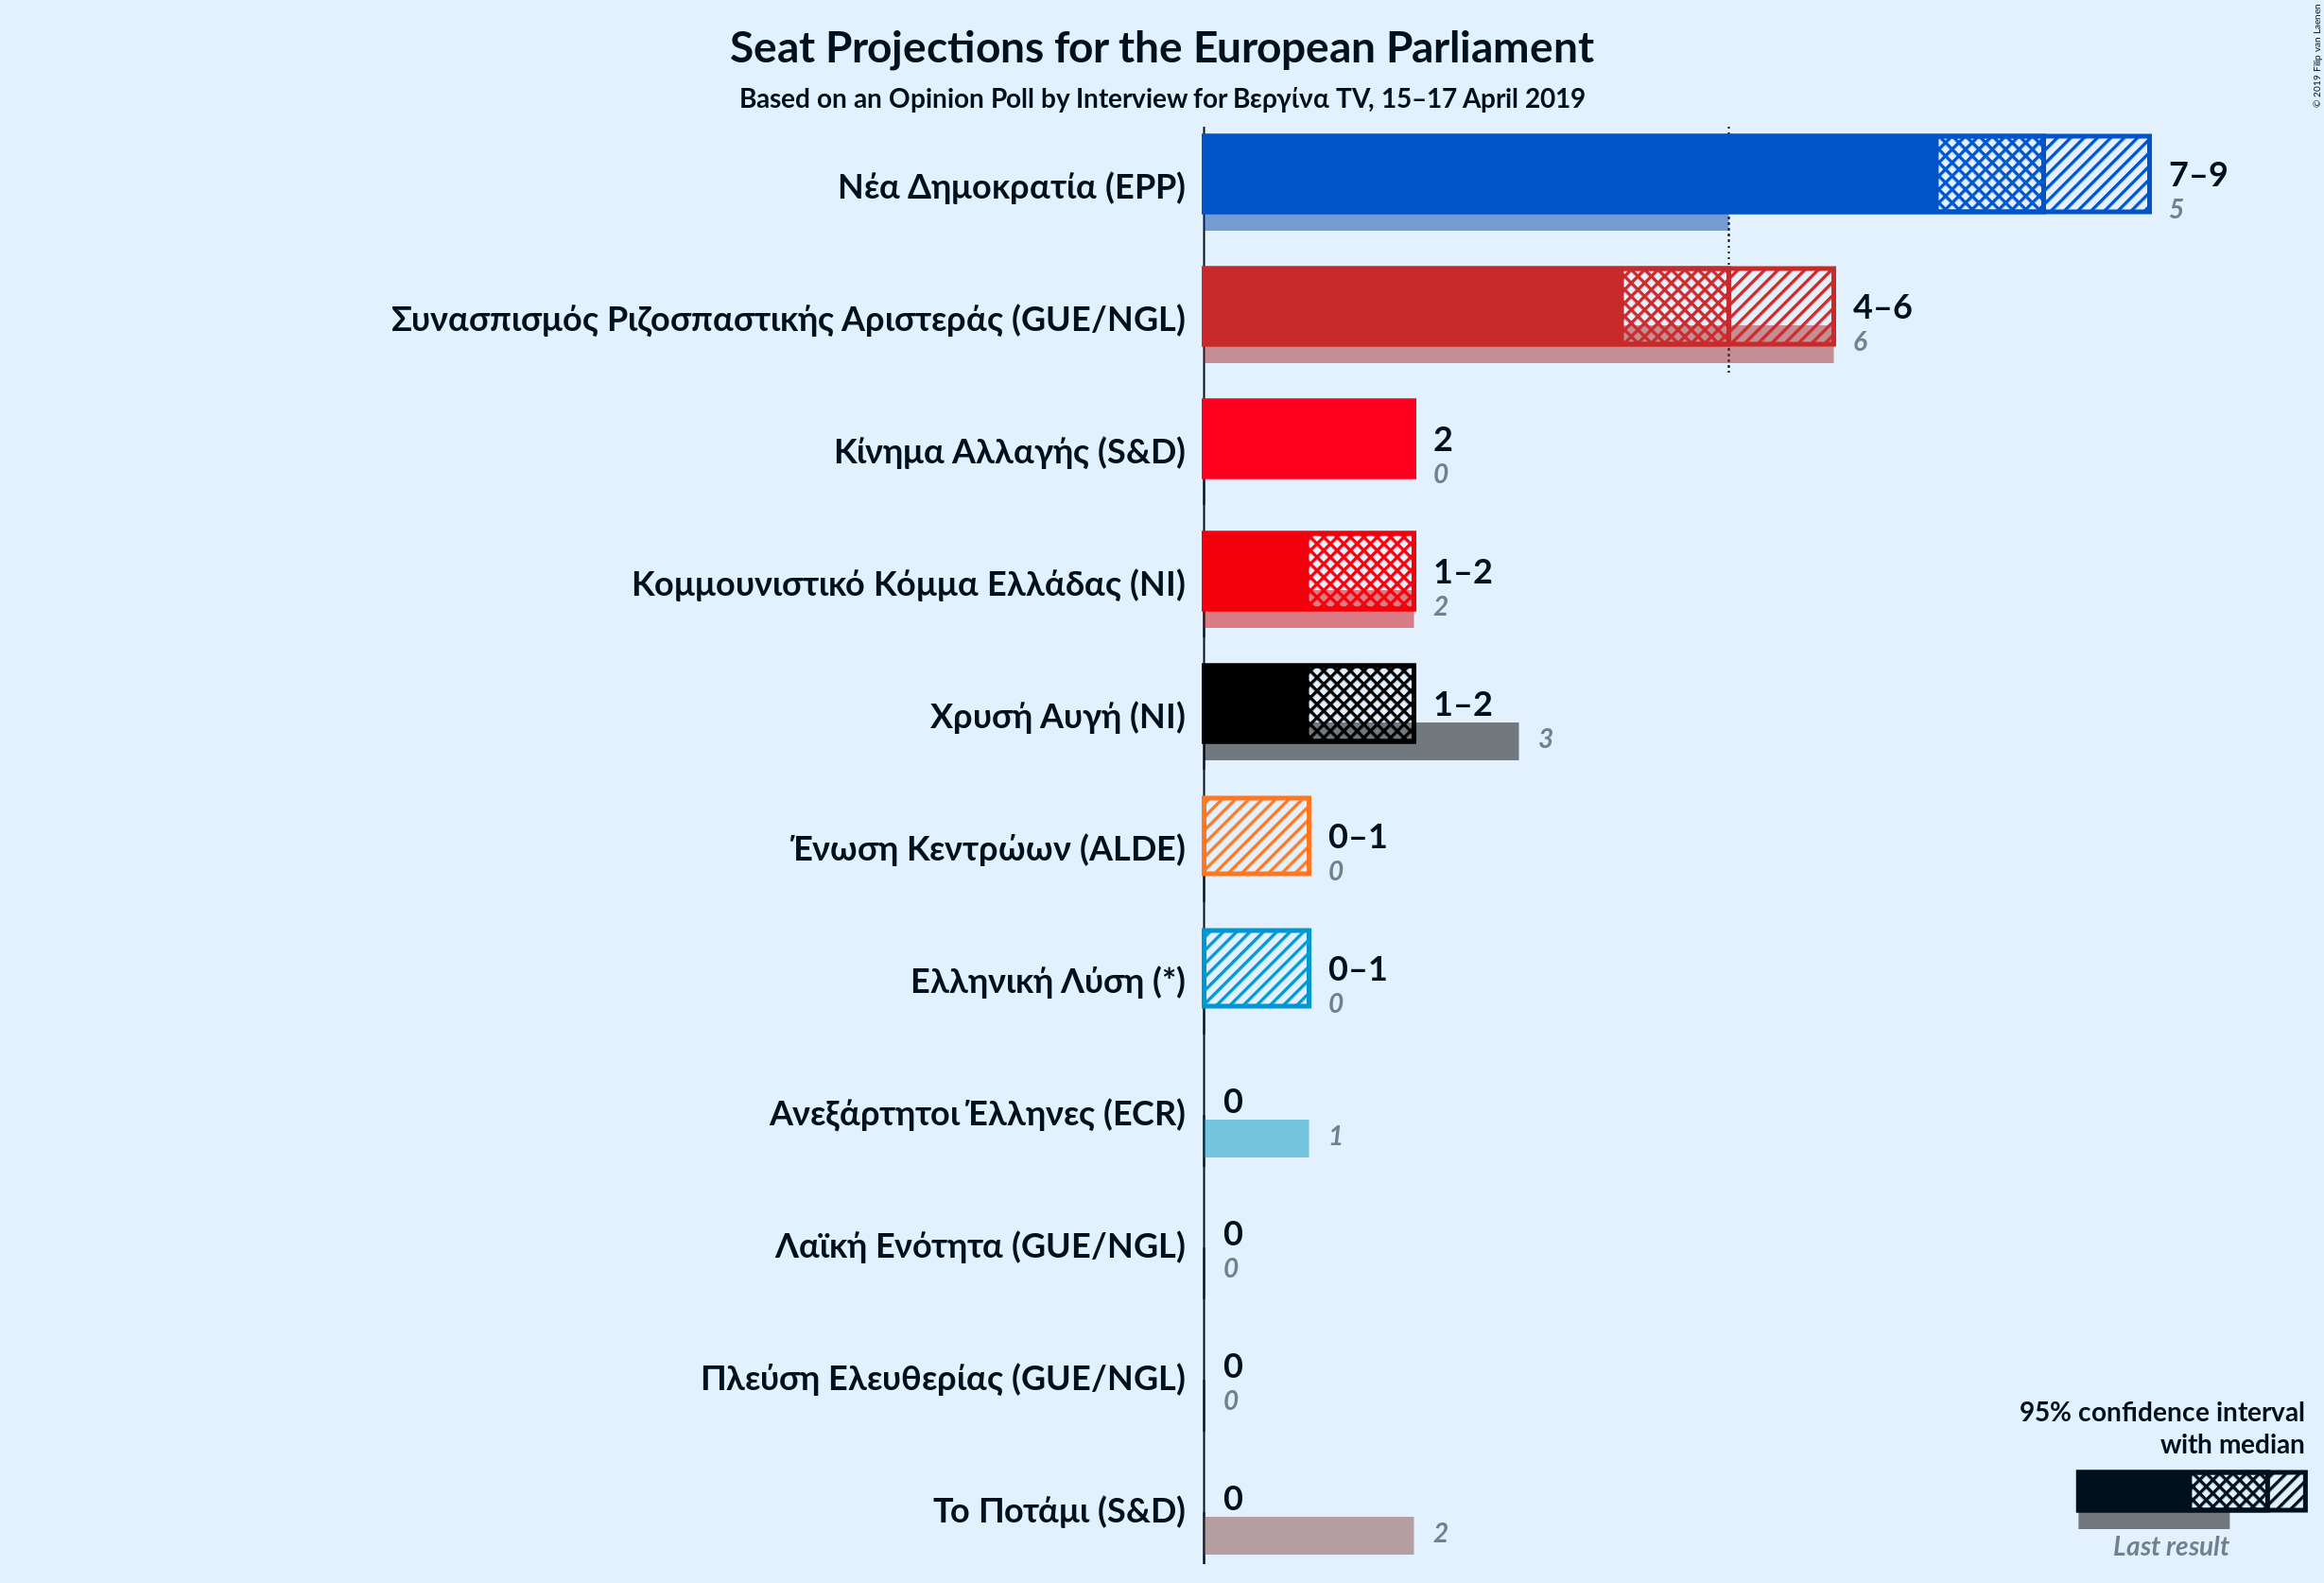 Seat Projections for the European Parliament
Based on an Opinion Poll by Interview for Βεργίνα TV, 15–17 April 2019
© 2019 Filip van Laenen
Νέα Δημοκρατία (EPP)
7–9
5
Συνασπισμός Ριζοσπαστικής Αριστεράς (GUE/NGL)
4–6
6
Κίνημα Αλλαγής (S&D)
2
0
Κομμουνιστικό Κόμμα Ελλάδας (NI)
1–2
2
Χρυσή Αυγή (NI)
1–2
3
Ένωση Κεντρώων (ALDE)
0–1
0
Ελληνική Λύση (*)
0–1
0
Ανεξάρτητοι Έλληνες (ECR)
0
1
Λαϊκή Ενότητα (GUE/NGL)
0
0
Πλεύση Ελευθερίας (GUE/NGL)
0
0
Το Ποτάμι (S&D)
0
2
95% confidence interval
with median
Last result